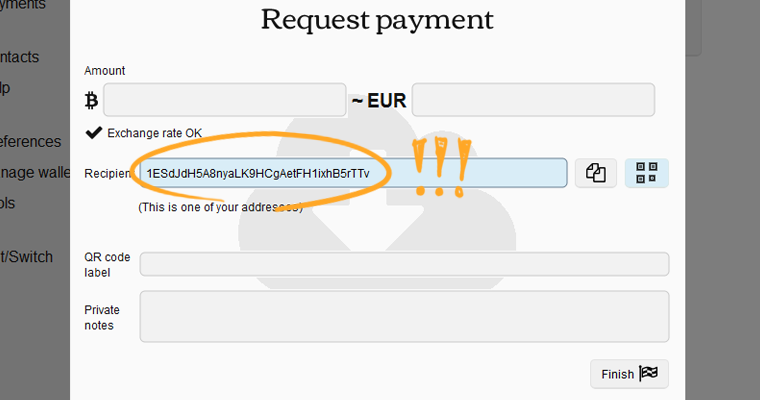 Request payment
yments
Amount
ntacts
lp
~ EUR
Exchange rate OK
eferences
nage walle
Recipien
1ESdJdH5A8nyaLK9HCgAetFH1ixhB5rTTv
!!!
ols
(This is one of your addresses)
t/Switch
QR code
label
Private
notes
Finish